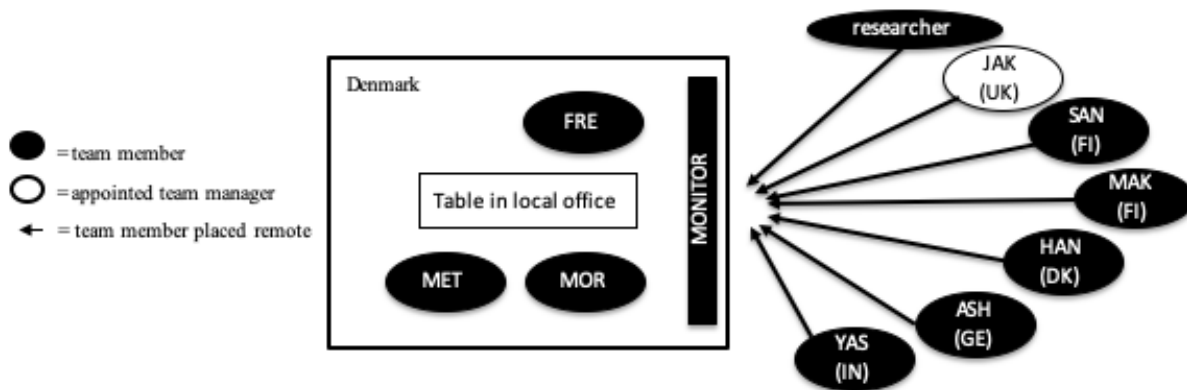 = team member
= appointed team manager
= team member placed remote
Denmark
FRE
Table in local office
MET
MOR
MONITOR
researcher
JAK
(UK)
SAN
(FI)
MAK
(FI)
HAN
(DK)
ASH
(GE)
YAS
(IN)